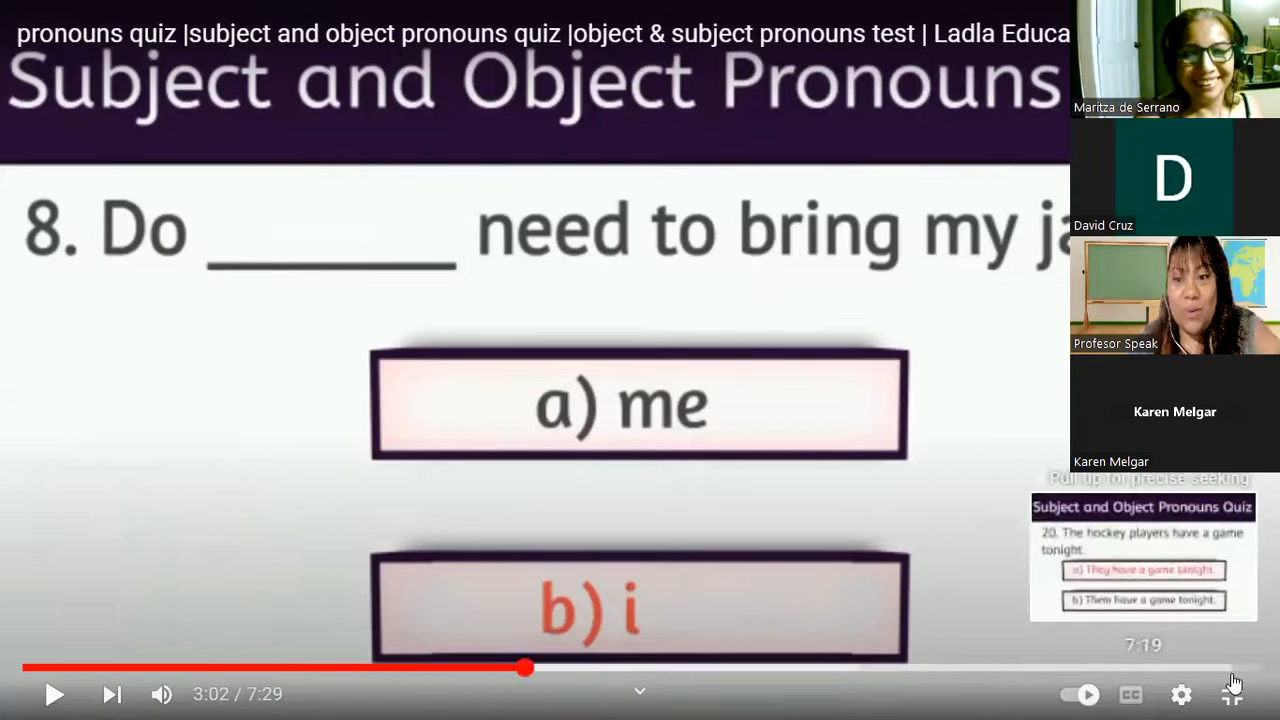 pronouns quiz |subject and object pronouns quiz |object & subject pronouns test | Ladla Educa
Subject and Object Pronouns
8. Do ________ need to bring my ja
a) me
b) i
Maritza de Serrano
D
David Cruz
Profesor Speak
Karen Melgar
Karen Melgar
Pull up for precise seeking
Subject and Object Pronouns Quiz
20. The hockey players have a game
tonight.
a) They have a game tonight.
b) Them have a game tonight.
7:19
3:02 / 7:29
CC